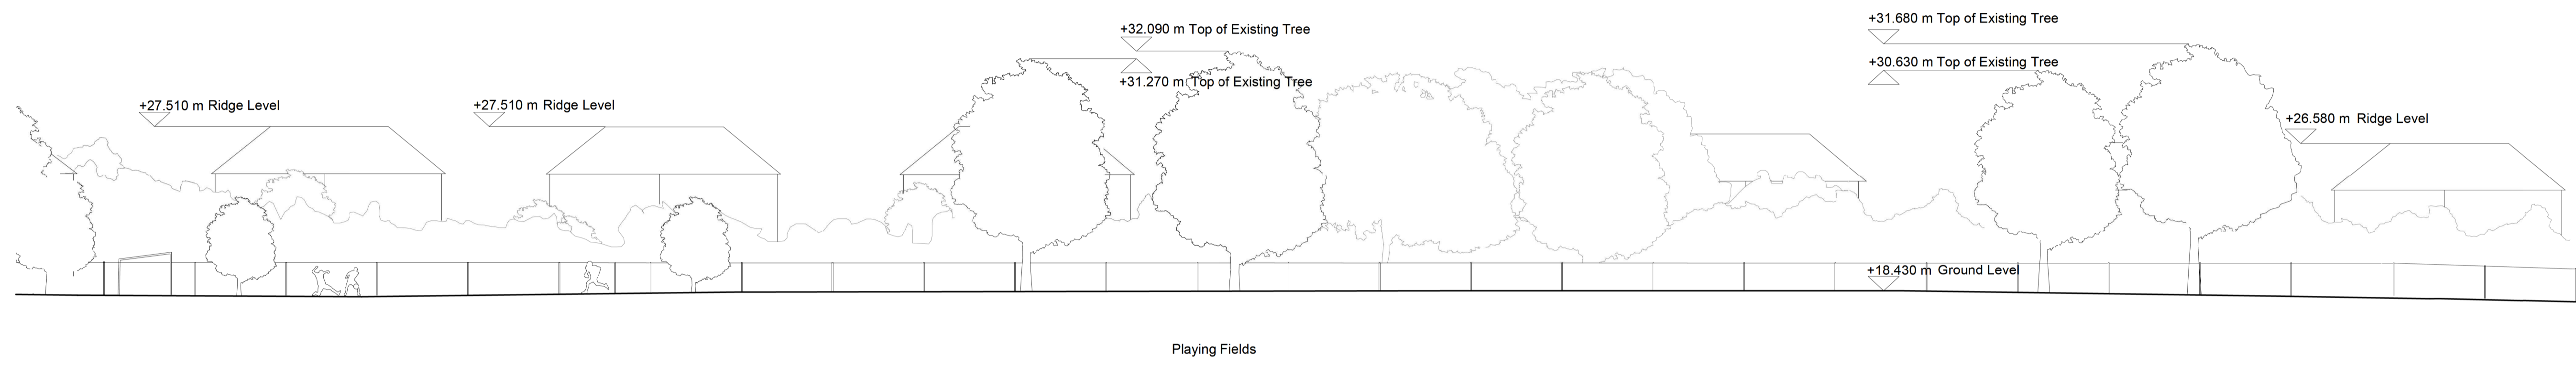 +27.510 m Ridge Level
+27.510 m Ridge Level
+32.090 m Top of Existing Tree
+31.270 m Top of Existing Tree
+31.680 m Top of Existing Tree
+30.630 m Top of Existing Tree
+26.580 m Ridge Level
+18.430 m Ground Level
Playing Fields